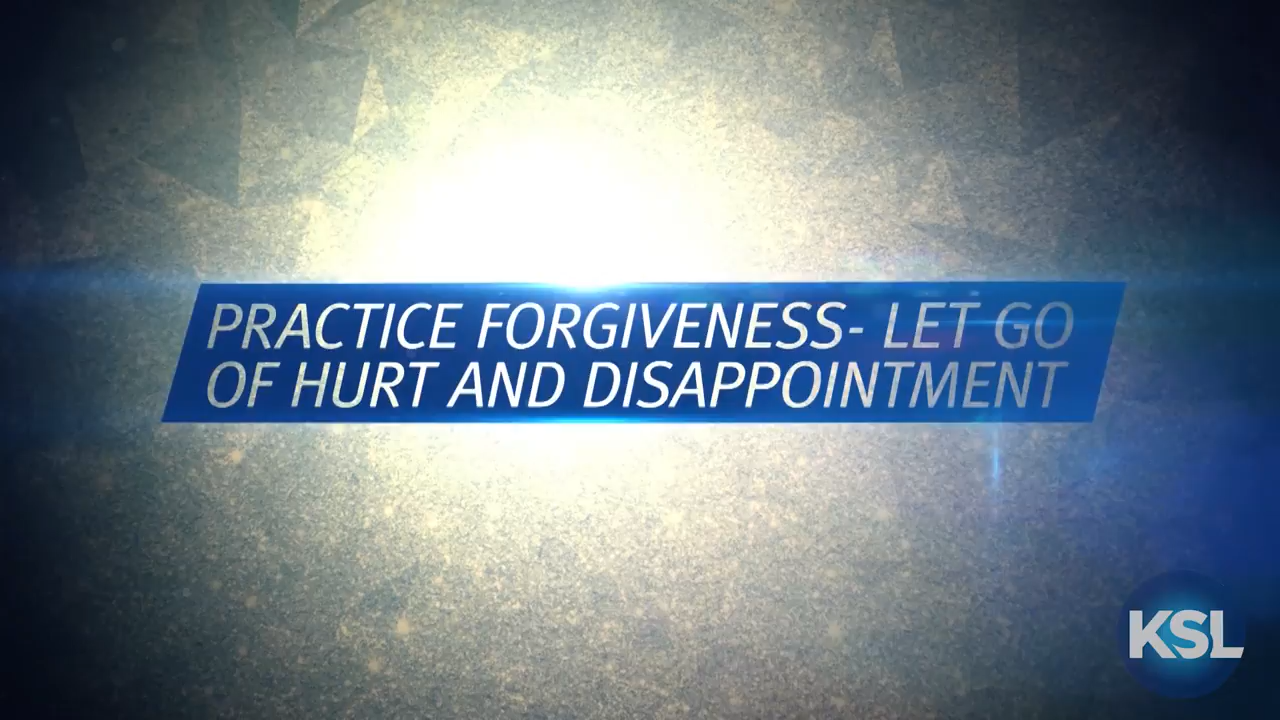 PRACTICE FORGIVENESS- LET GO
OF HURT AND DISAPPOINTMENT
KSL